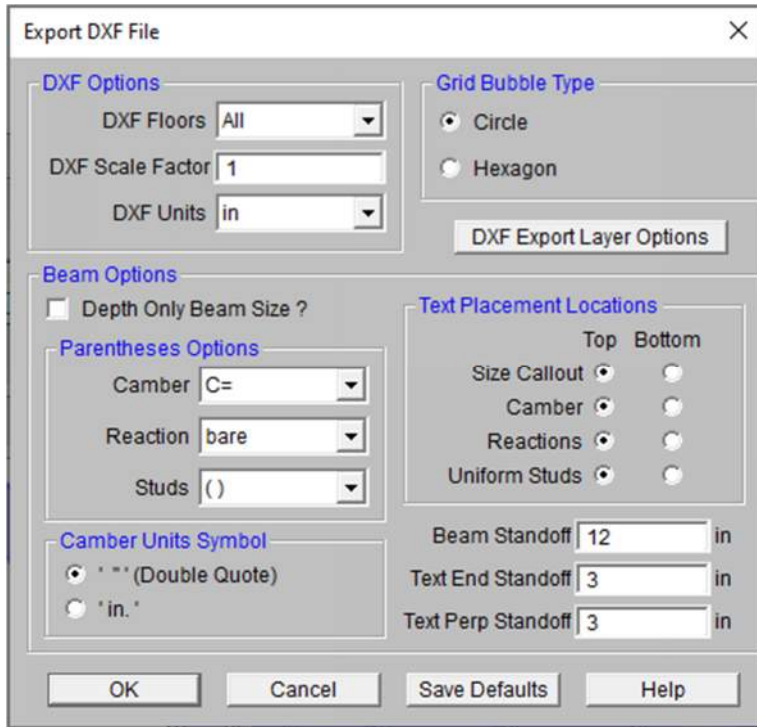 Export DXF File
DXF Options
DXF Floors All
DXF Scale Factor 1
DXF Units in
Grid Bubble Type
Circle
Hexagon
DXF Export Layer Options
Beam Options
Depth Only Beam Size ?
Parentheses Options
Camber C=
Reaction bare
Studs ( )
Camber Units Symbol
' " ' (Double Quote)
' in. '
Text Placement Locations
Top Bottom
Size Callout
Camber
Reactions
Uniform Studs
Beam Standoff 12 in
Text End Standoff 3 in
Text Perp Standoff 3 in
OK Cancel Save Defaults Help